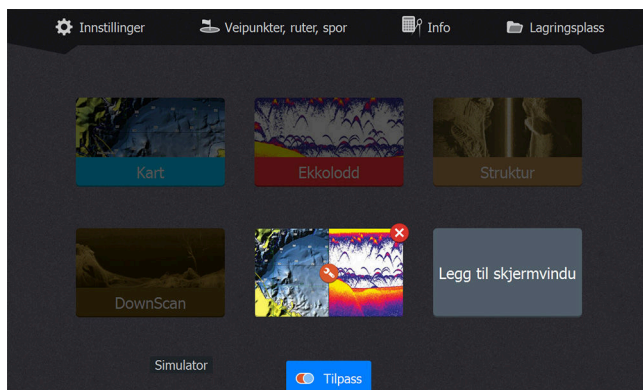 Innstillinger
Veipunkter, ruter, spor
Info
Lagringsplass
Kart
Ekkolodd
Struktur
DownScan
Legg til skjermvindu
Simulator
Tilpass